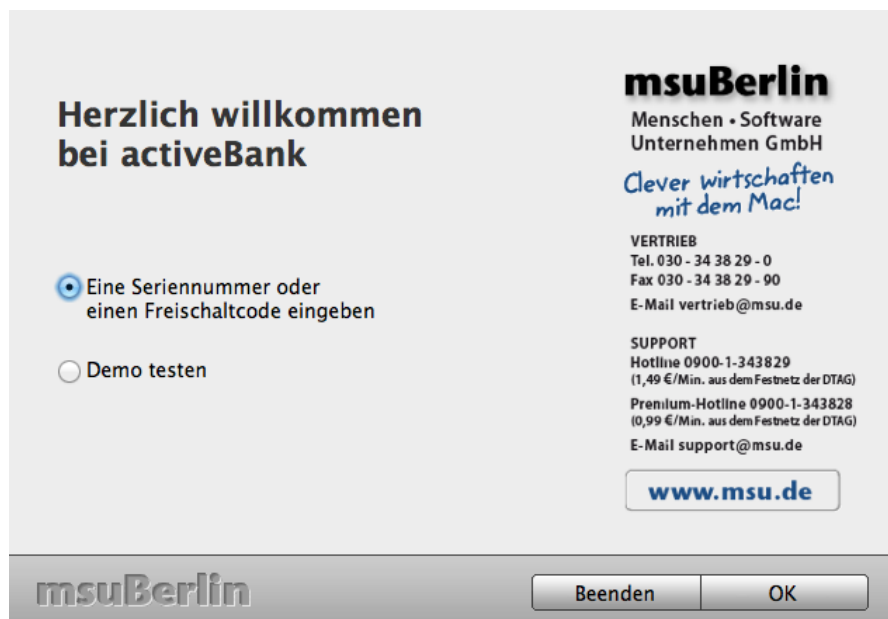 Herzlich willkommen
bei activeBank
Eine Seriennummer oder
einen Freischaltcode eingeben
Demo testen
msuBerlin
Menschen • Software
Unternehmen GmbH
Clever wirtschaften
mit dem Mac!
VERTRIEB
Tel. 030 - 34 38 29 - 0
Fax 030 - 34 38 29 - 90
E-Mail vertrieb@msu.de
SUPPORT
Hotline 0900-1-343829
(1,49 €/Min. aus dem Festnetz der DTAG)
Premium-Hotline 0900-1-343828
(0,99 €/Min. aus dem Festnetz der DTAG)
E-Mail support@msu.de
www.msu.de
msuBerlin
Beenden
OK